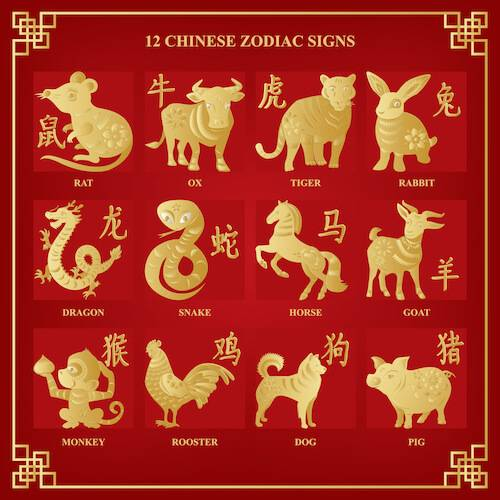 12 CHINESE ZODIAC SIGNS
鼠
牛
虎
兔
RAT
OX
TIGER
RABBIT
龙
蛇
马
羊
DRAGON
SNAKE
HORSE
GOAT
猴
鸡
狗
猪
MONKEY
ROOSTER
DOG
PIG